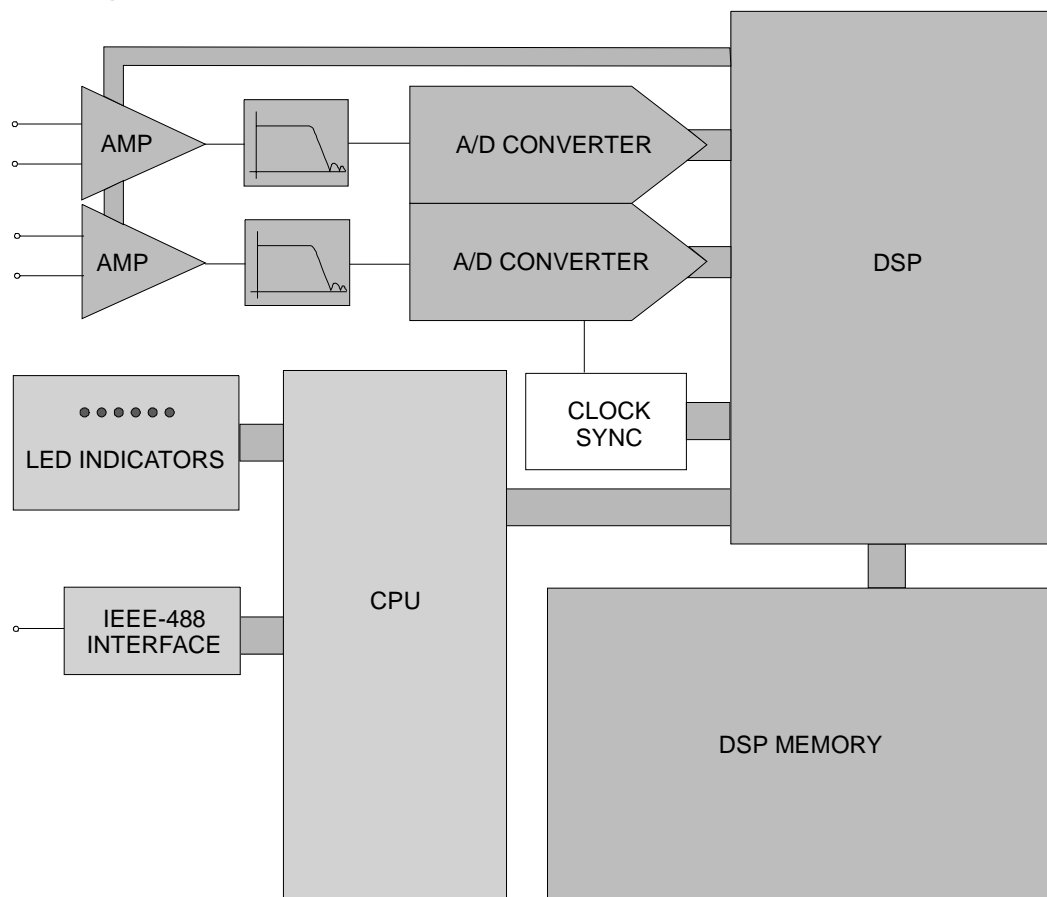 AMP
A/D CONVERTER
AMP
A/D CONVERTER
DSP
CLOCK
SYNC
LED INDICATORS
CPU
IEEE-488
INTERFACE
DSP MEMORY